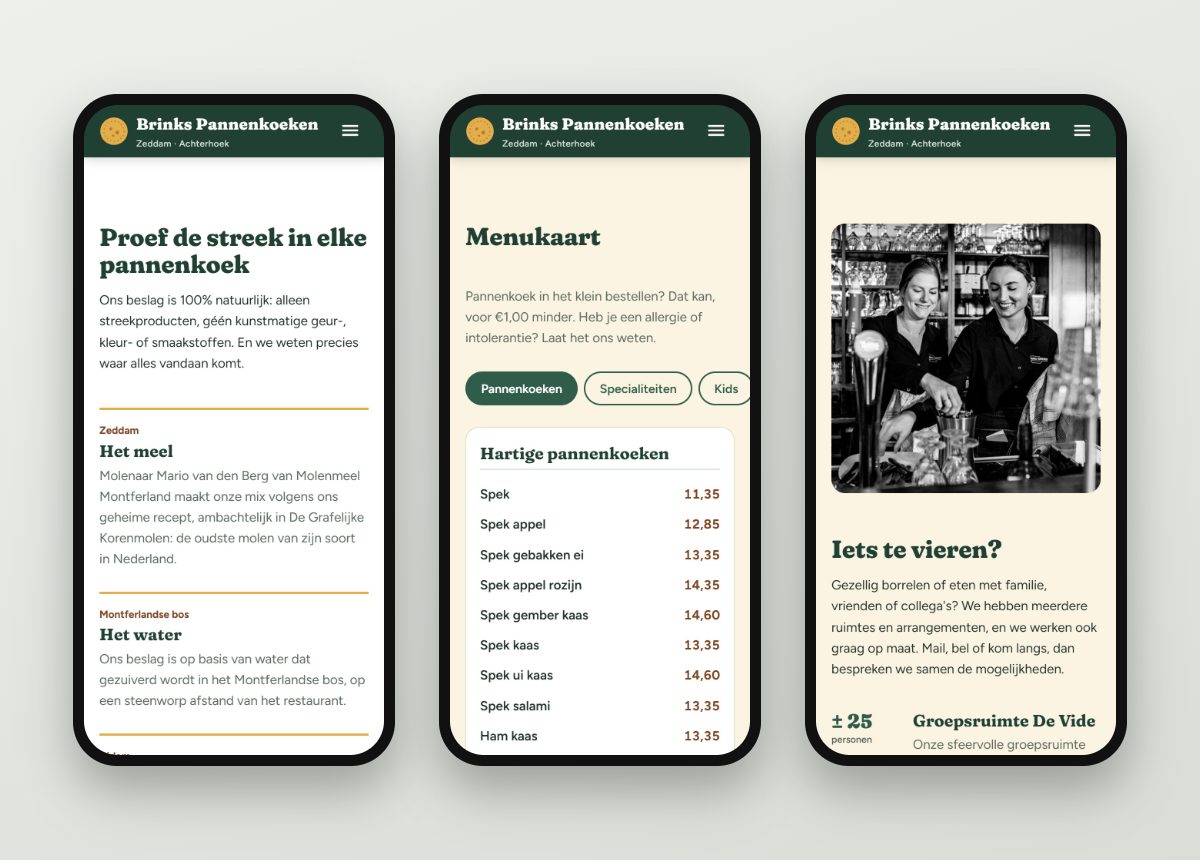 Brinks Pannenkoeken
Zeddam · Achterhoek
Proef de streek in elke
pannenkoek
Ons beslag is 100% natuurlijk: alleen
streekproducten, géén kunstmatige geur-,
kleur- of smaakstoffen. En we weten precies
waar alles vandaan komt.
Zeddam
Het meel
Molenaar Mario van den Berg van Molenmeel
Montferland maakt onze mix volgens ons
geheime recept, ambachtelijk in De Grafelijke
Korenmolen: de oudste molen van zijn soort
in Nederland.
Montferlandse bos
Het water
Ons beslag is op basis van water dat
gezuiverd wordt in het Montferlandse bos, op
een steenworp afstand van het restaurant.
Brinks Pannenkoeken
Zeddam · Achterhoek
Menukaart
Pannenkoek in het klein bestellen? Dat kan,
voor €1,00 minder. Heb je een allergie of
intolerantie? Laat het ons weten.
Pannenkoeken Specialiteiten Kids
Hartige pannenkoeken
Spek 11,35
Spek appel 12,85
Spek gebakken ei 13,35
Spek appel rozijn 14,35
Spek gember kaas 14,60
Spek kaas 13,35
Spek ui kaas 14,60
Spek salami 13,35
Ham kaas 13,35
Brinks Pannenkoeken
Zeddam · Achterhoek
Iets te vieren?
Gezellig borrelen of eten met familie,
vrienden of collega's? We hebben meerdere
ruimtes en arrangementen, en we werken ook
graag op maat. Mail, bel of kom langs, dan
bespreken we samen de mogelijkheden.
± 25
personen
Groepsruimte De Vide
Onze sfeervolle groepsruimte